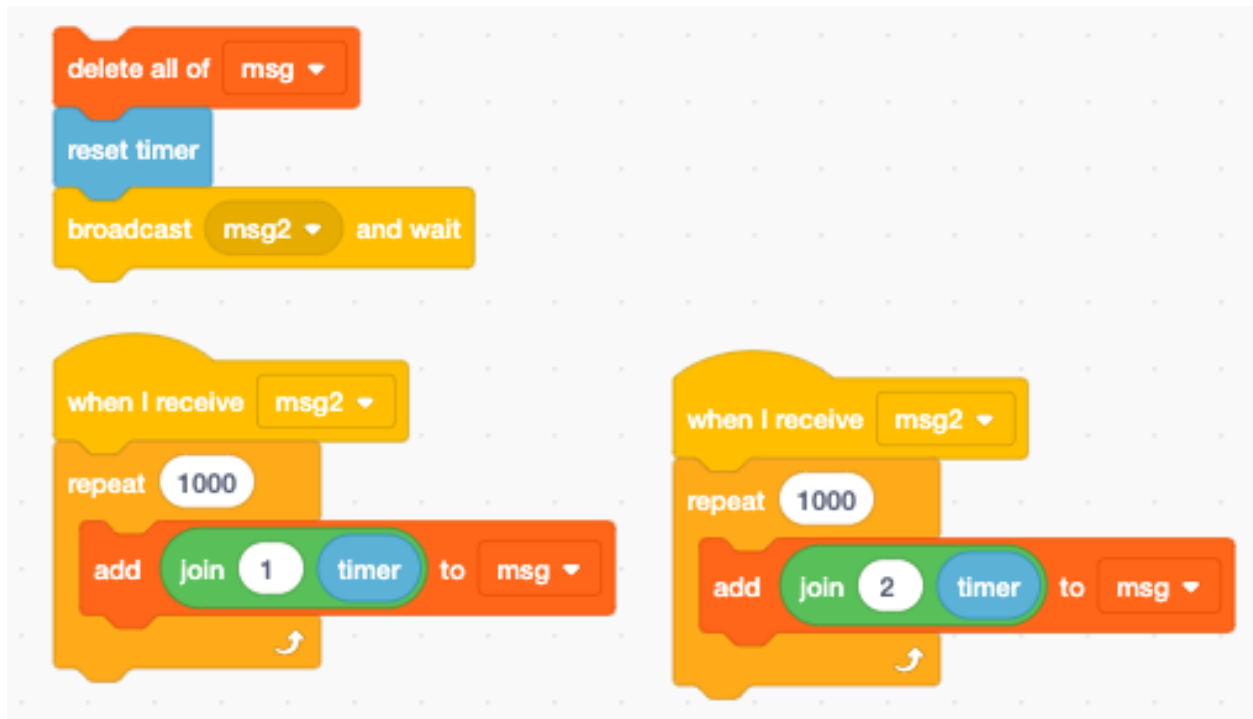 delete all of msg
reset timer
broadcast msg2 and wait
when I receive msg2
repeat 1000
add join 1 timer to msg
when I receive msg2
repeat 1000
add join 2 timer to msg